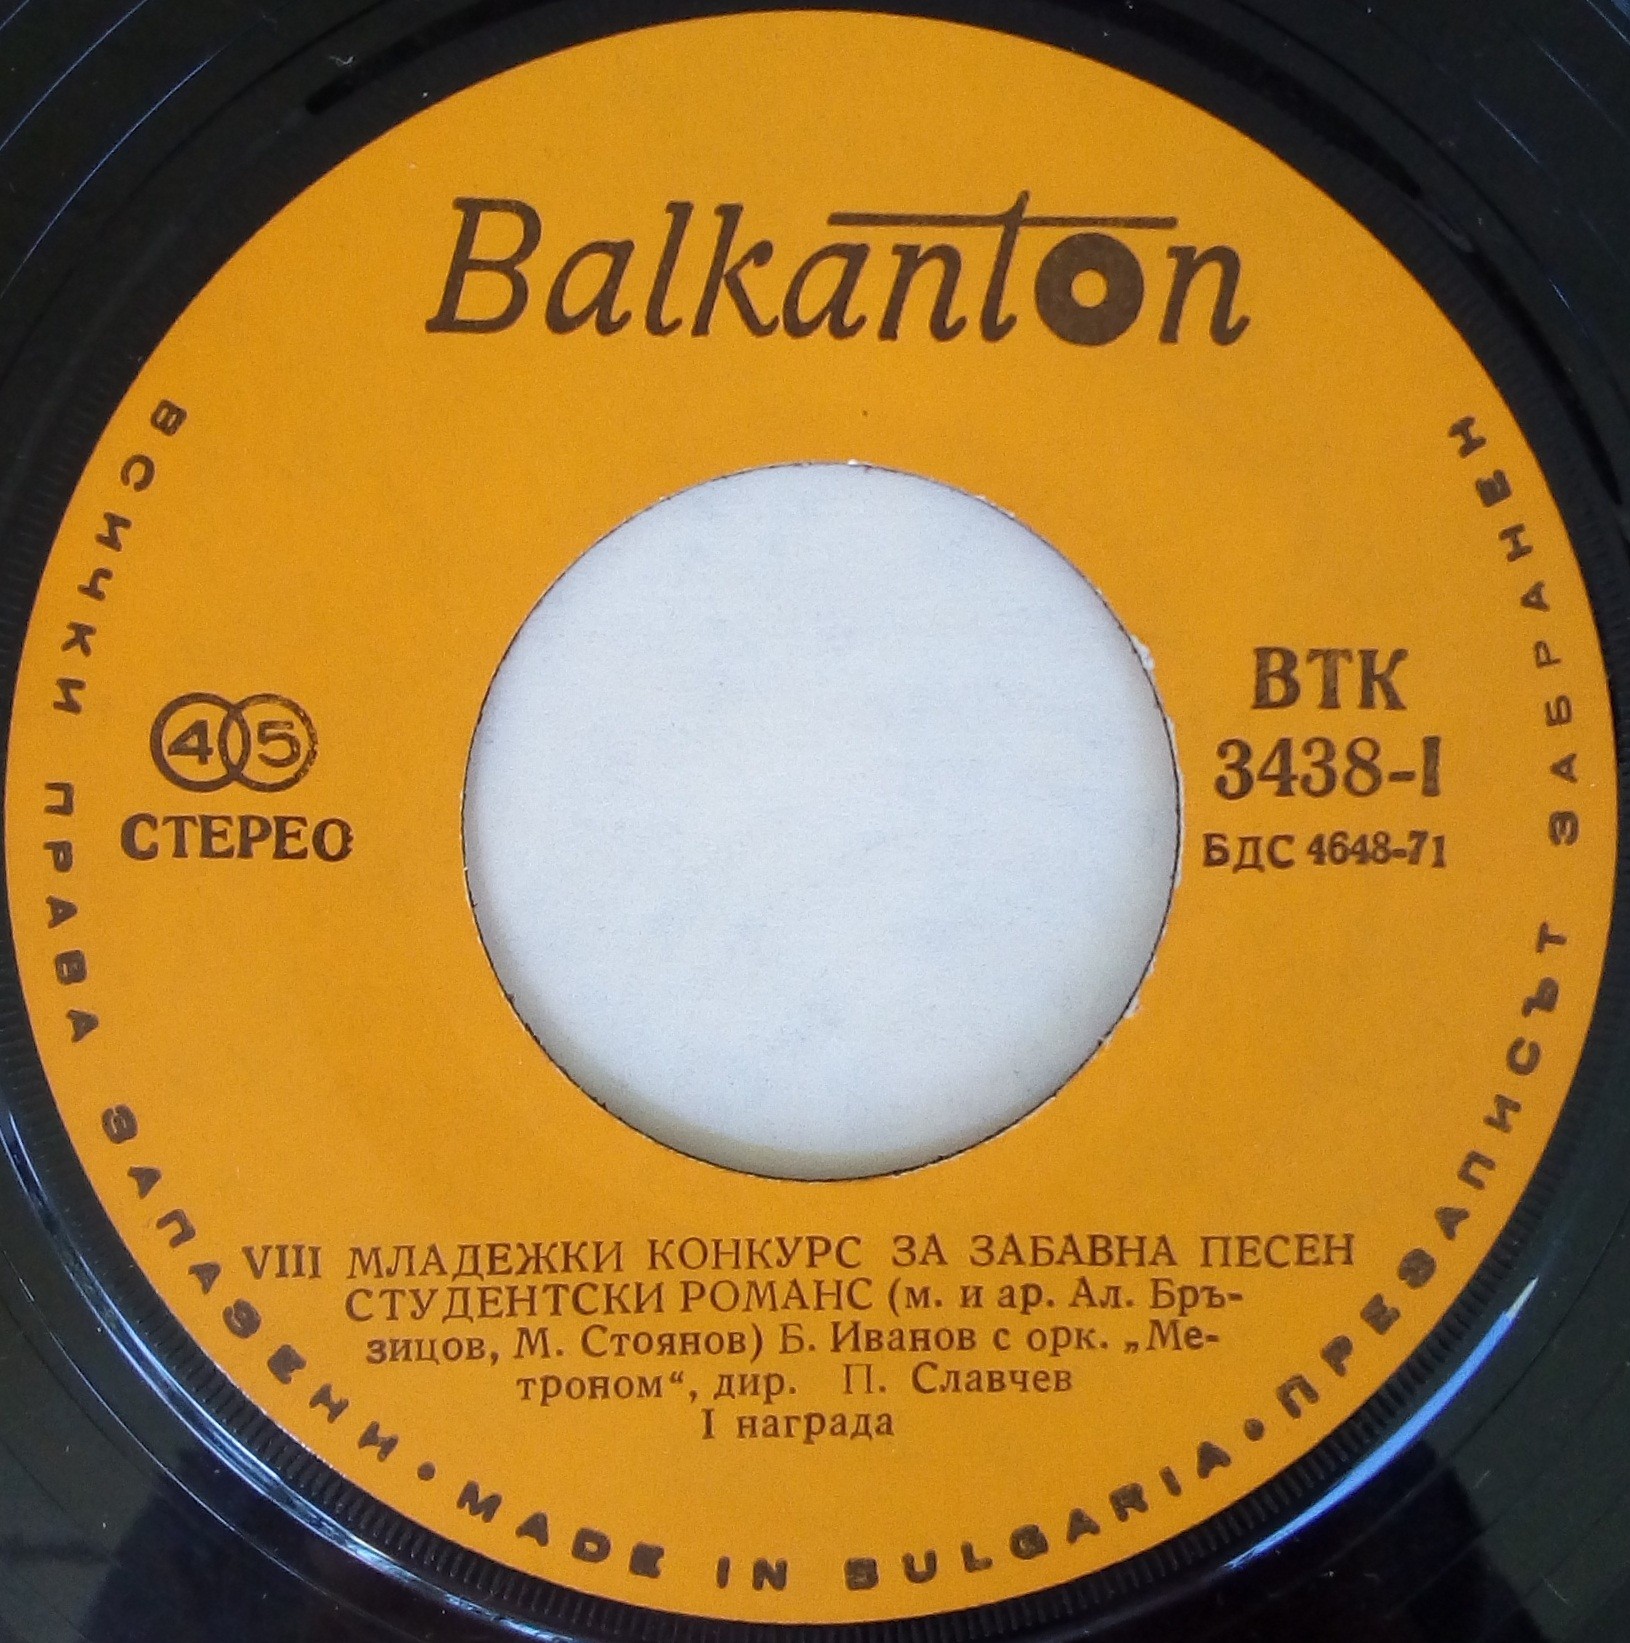 Balkanton
ВСИЧКИ ПРАВА ЗАПАЗЕНИ • MADE IN BULGARIA • ПРЕЗАПИСЪТ ЗАБРАНЕН
45
СТЕРЕО
ВТК
3438-I
БДС 4648-71
VIII МЛАДЕЖКИ КОНКУРС ЗА ЗАБАВНА ПЕСЕН
СТУДЕНТСКИ РОМАНС (м. и ар. Ал. Бръ-
зицов, М. Стоянов) Б. Иванов с орк. „Ме-
троном“, дир. П. Славчев
I награда